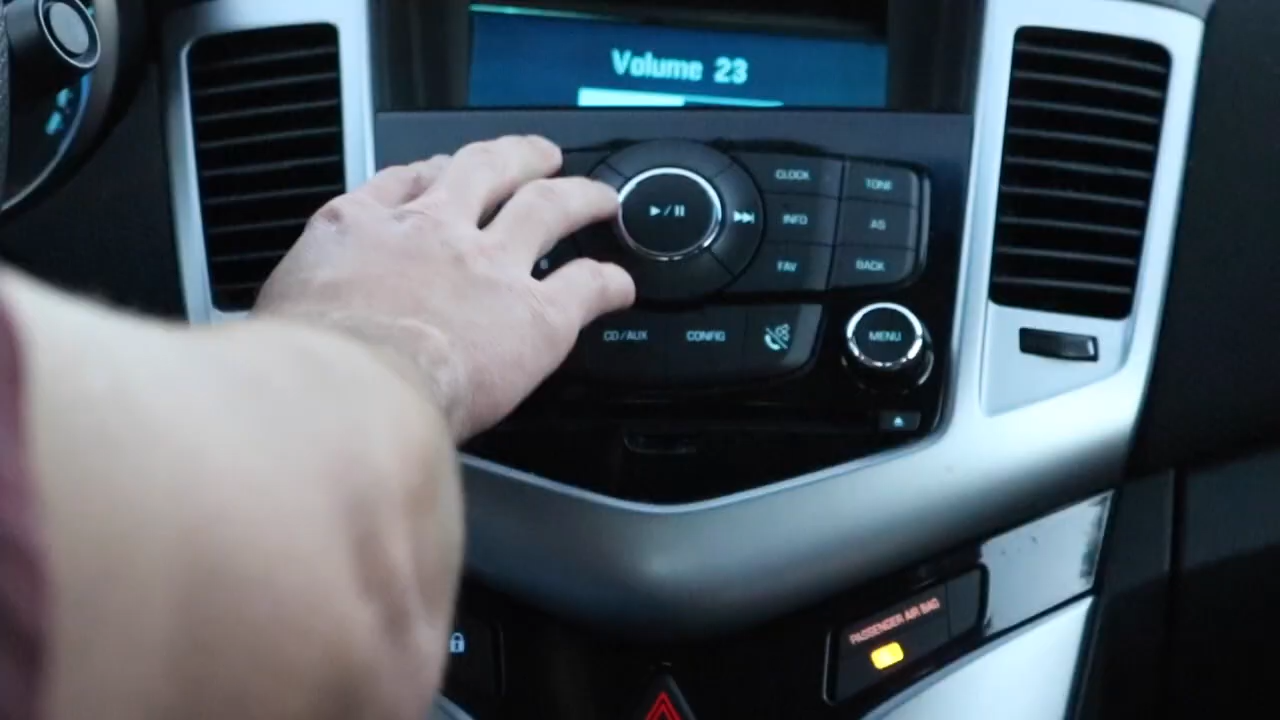 Volume 23
CLOCK
TONE
INFO
AS
FAV
BACK
CD/AUX
CONFIG
MENU
PASSENGER AIR BAG